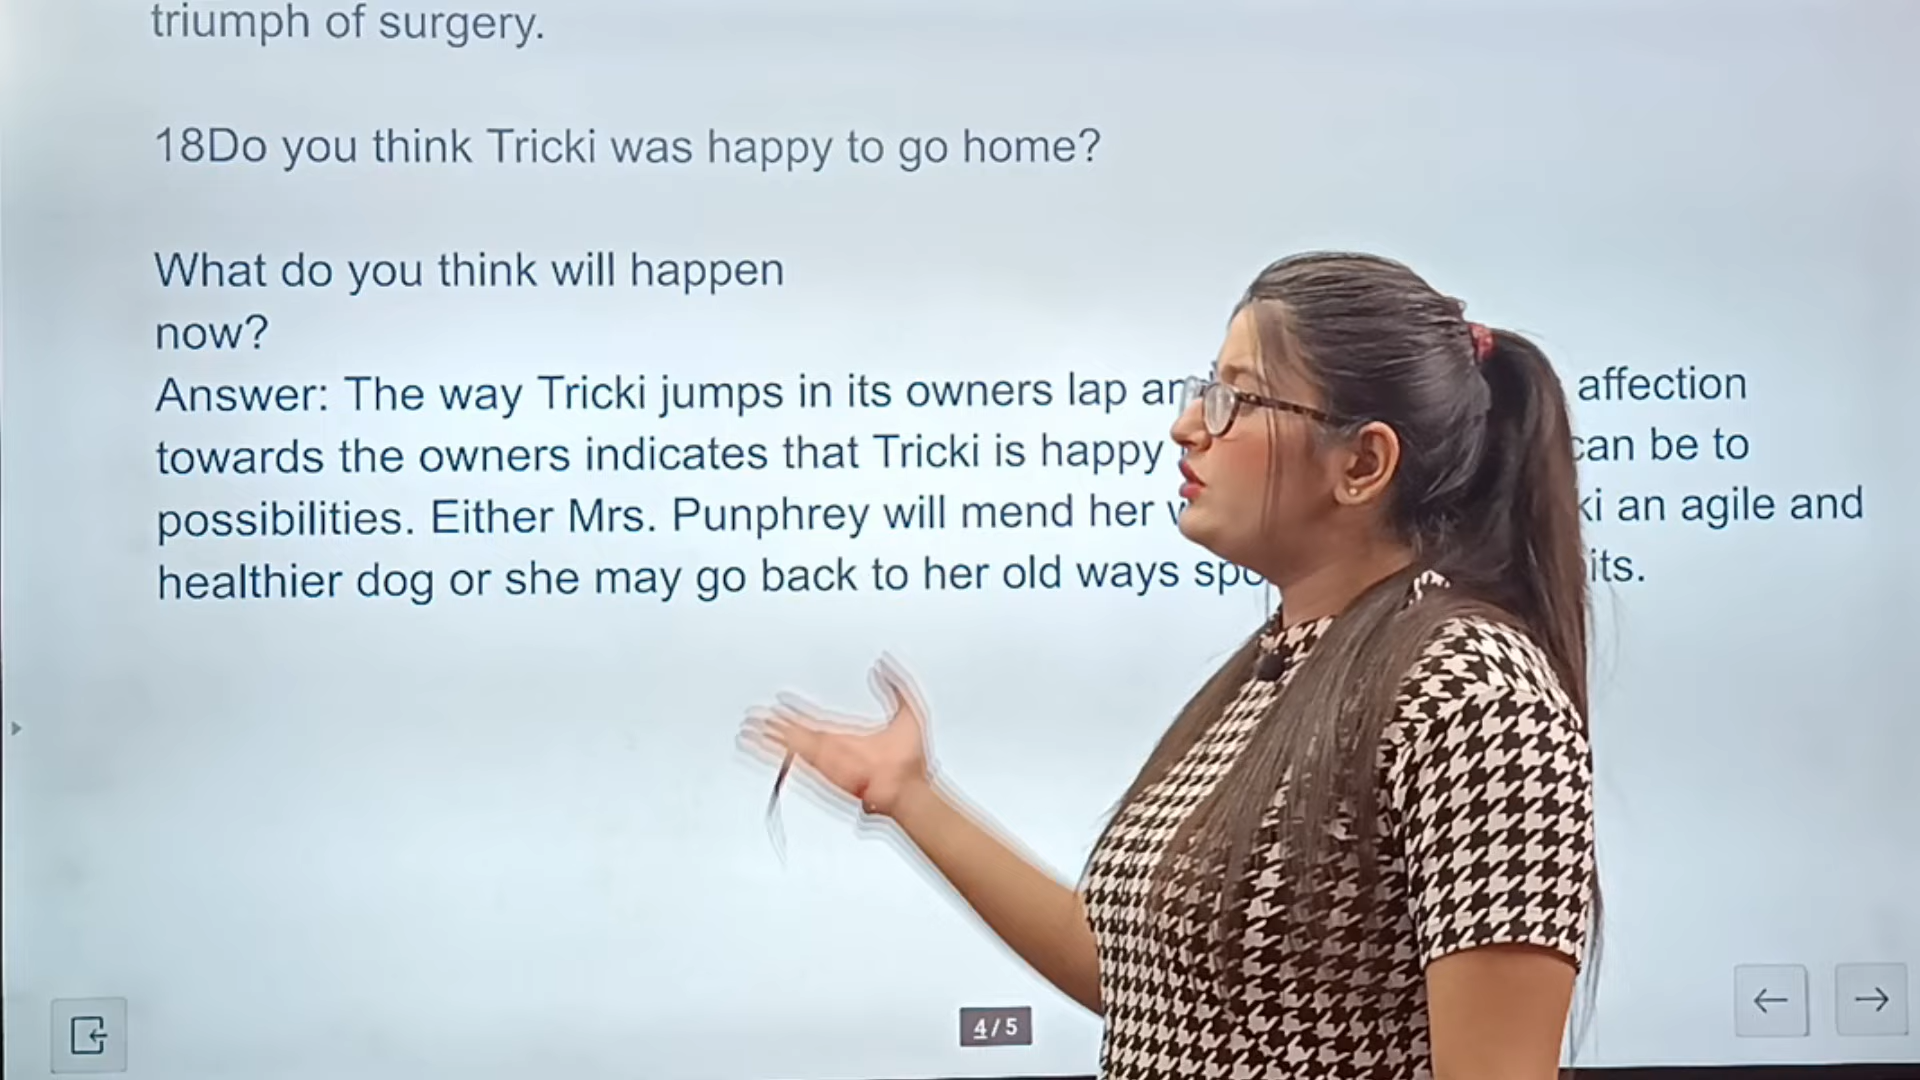 triumph of surgery.
18Do you think Tricki was happy to go home?
What do you think will happen
now?
Answer: The way Tricki jumps in its owners lap affection
towards the owners indicates that Tricki is happy can be to
possibilities. Either Mrs. Punphrey will mend her an agile and
healthier dog or she may go back to her old ways
4/5